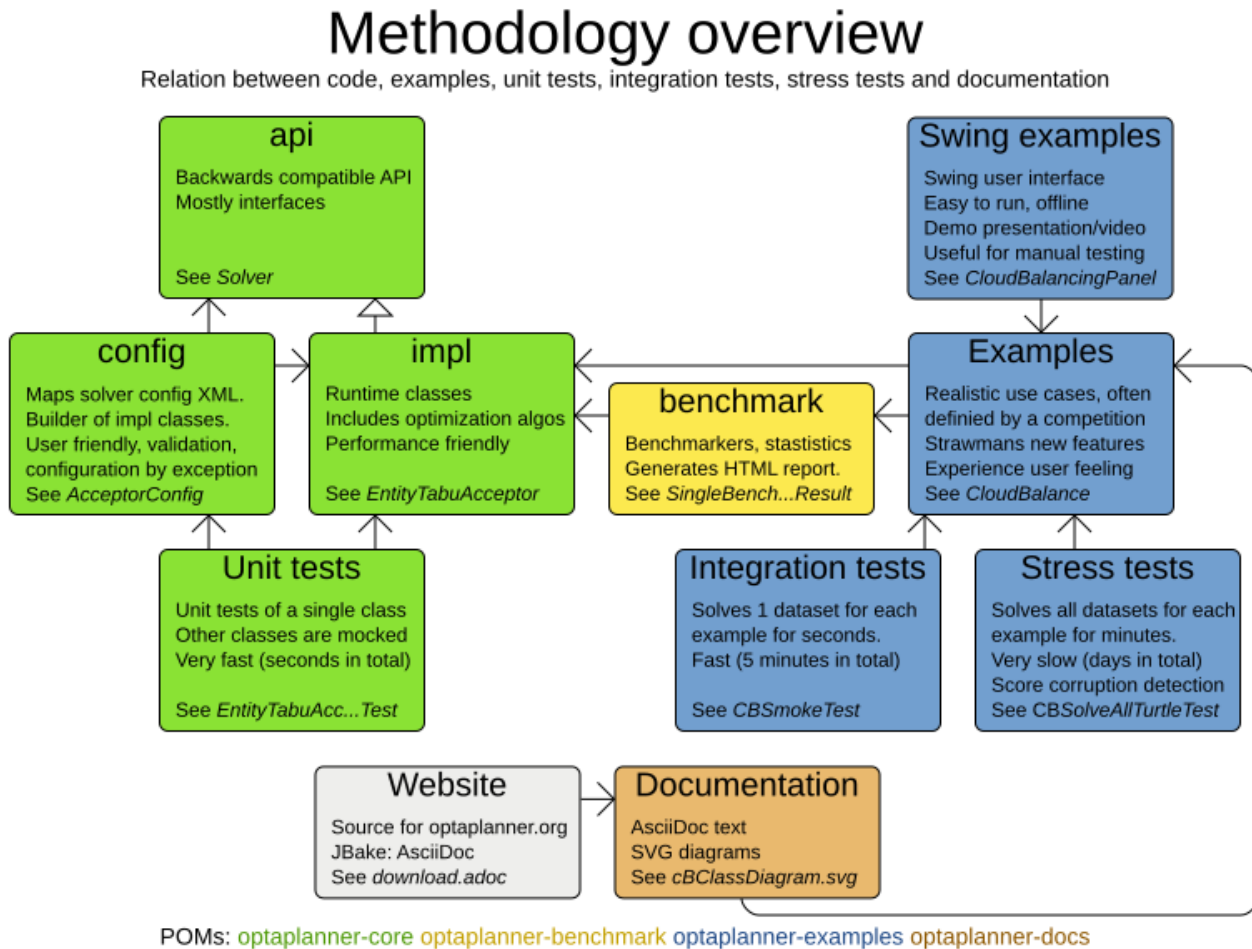 Methodology overview
Relation between code, examples, unit tests, integration tests, stress tests and documentation
api
Backwards compatible API
Mostly interfaces
See Solver
Swing examples
Swing user interface
Easy to run, offline
Demo presentation/video
Useful for manual testing
See CloudBalancingPanel
config
Maps solver config XML.
Builder of impl classes.
User friendly, validation,
configuration by exception
See AcceptorConfig
impl
Runtime classes
Includes optimization algos
Performance friendly
See EntityTabuAcceptor
benchmark
Benchmarkers, stastistics
Generates HTML report.
See SingleBench...Result
Examples
Realistic use cases, often
definied by a competition
Strawmans new features
Experience user feeling
See CloudBalance
Unit tests
Unit tests of a single class
Other classes are mocked
Very fast (seconds in total)
See EntityTabuAcc...Test
Integration tests
Solves 1 dataset for each
example for seconds.
Fast (5 minutes in total)
See CBSmokeTest
Stress tests
Solves all datasets for each
example for minutes.
Very slow (days in total)
Score corruption detection
See CBSolveAllTurtleTest
Website
Source for optaplanner.org
JBake: AsciiDoc
See download.adoc
Documentation
AsciiDoc text
SVG diagrams
See cBClassDiagram.svg
POMs: optaplanner-core optaplanner-benchmark optaplanner-examples optaplanner-docs